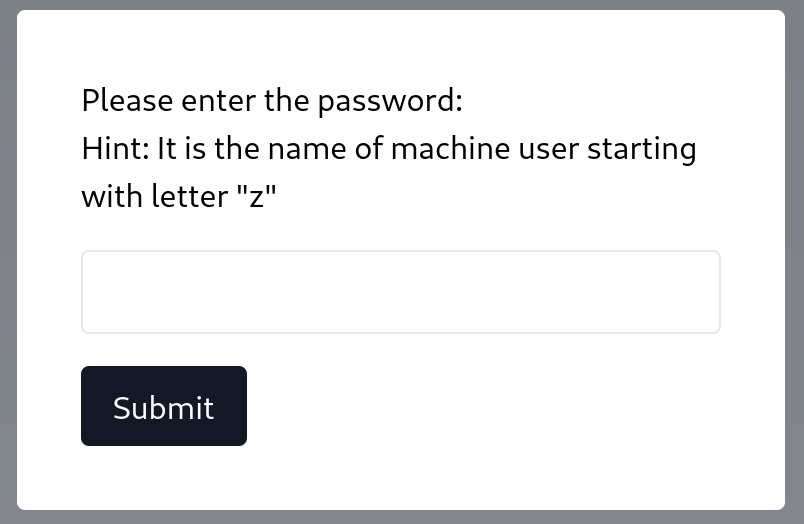 Please enter the password:
Hint: It is the name of machine user starting
with letter "z"
Submit